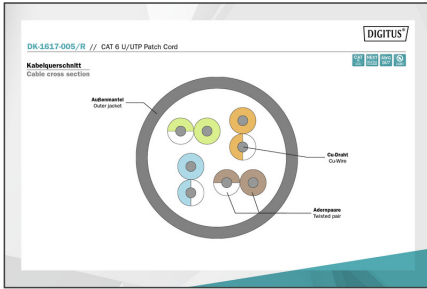 DIGITUS®
DK-1617-005/R // CAT 6 U/UTP Patch Cord
Kabelquerschnitt
Cable cross section
Außenmantel
Outer jacket
Cu-Draht
Cu-Wire
Aderspaare
Twisted pair